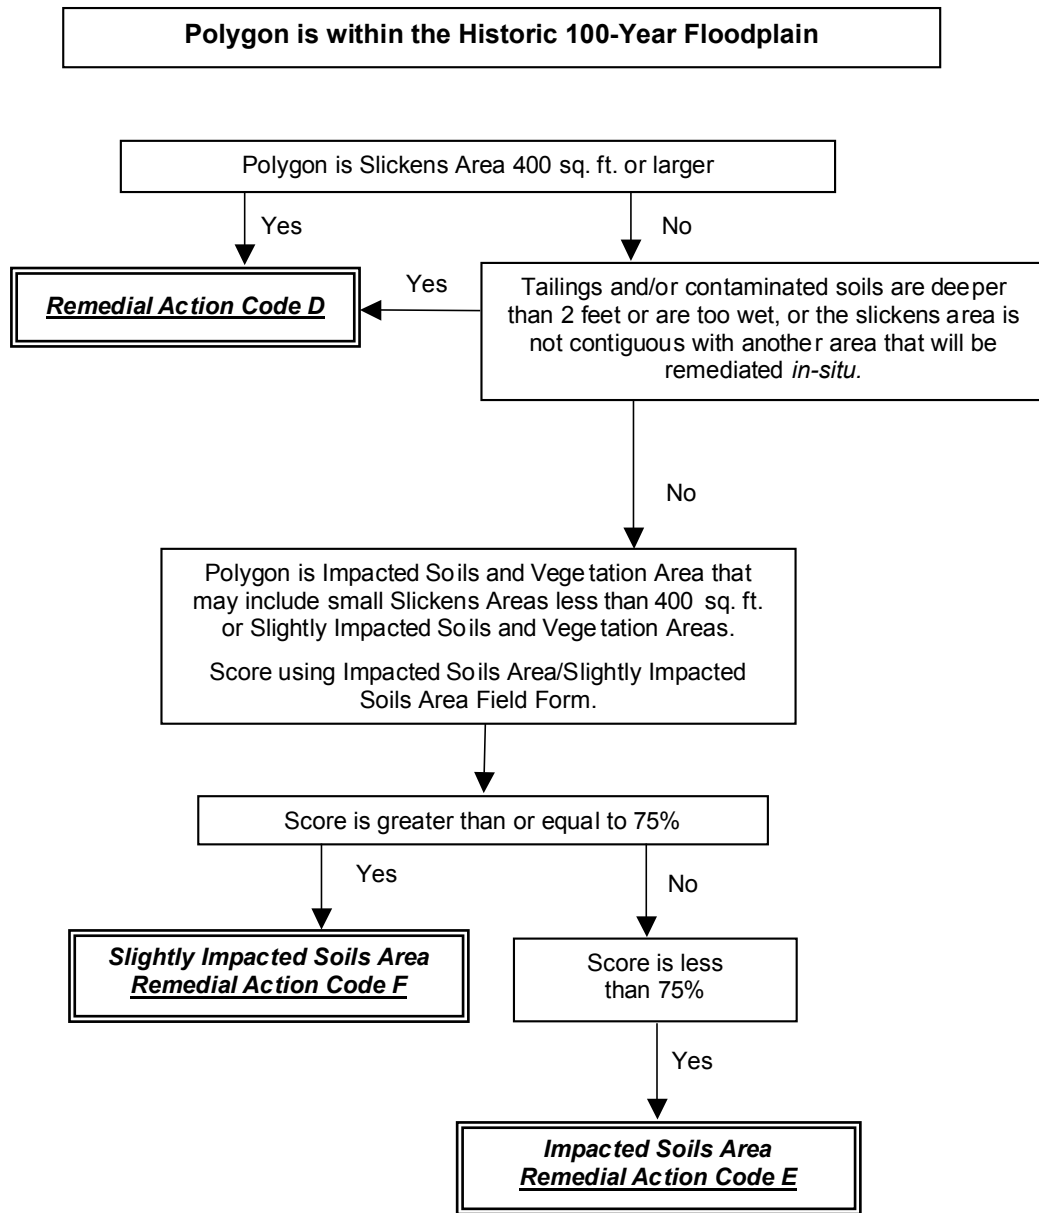 Polygon is within the Historic 100-Year Floodplain
Polygon is Slickens Area 400 sq. ft. or larger
Yes
No
Remedial Action Code D
Yes
Tailings and/or contaminated soils are deeper
than 2 feet or are too wet, or the slickens area is
not contiguous with another area that will be
remediated in-situ.
No
Polygon is Impacted Soils and Vegetation Area that
may include small Slickens Areas less than 400 sq. ft.
or Slightly Impacted Soils and Vegetation Areas.
Score using Impacted Soils Area/Slightly Impacted
Soils Area Field Form.
Score is greater than or equal to 75%
Yes
No
Slightly Impacted Soils Area
Remedial Action Code F
Score is less
than 75%
Yes
Impacted Soils Area
Remedial Action Code E